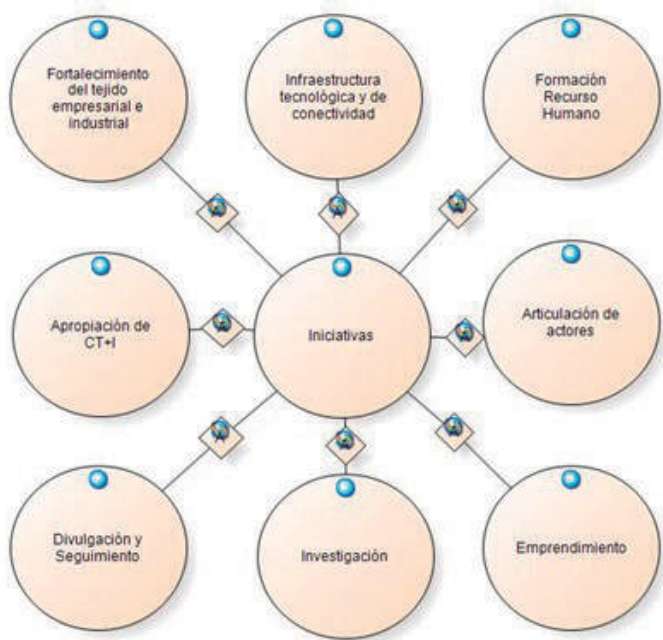 Fortalecimiento
del tejido
empresarial e
industrial
Infraestructura
tecnológica y de
conectividad
Formación
Recurso
Humano
Apropiación de
CT+I
Iniciativas
Articulación de
actores
Divulgación y
Seguimiento
Investigación
Emprendimiento